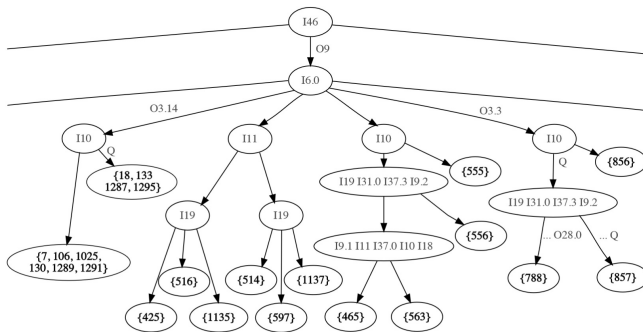 I46
O9
I6.0
O3.14
O3.3
I10
I11
I10
I10
{856}
Q
Q
{18, 133
1287, 1295}
{555}
I19 I31.0 I37.3 I9.2
I19 I31.0 I37.3 I9.2
I19
I19
{556}
... O28.0
... Q
I9.1 I11 I37.0 I10 I18
{7, 106, 1025,
130, 1289, 1291}
{516}
{514}
{1137}
{788}
{857}
{425}
{1135}
{597}
{465}
{563}